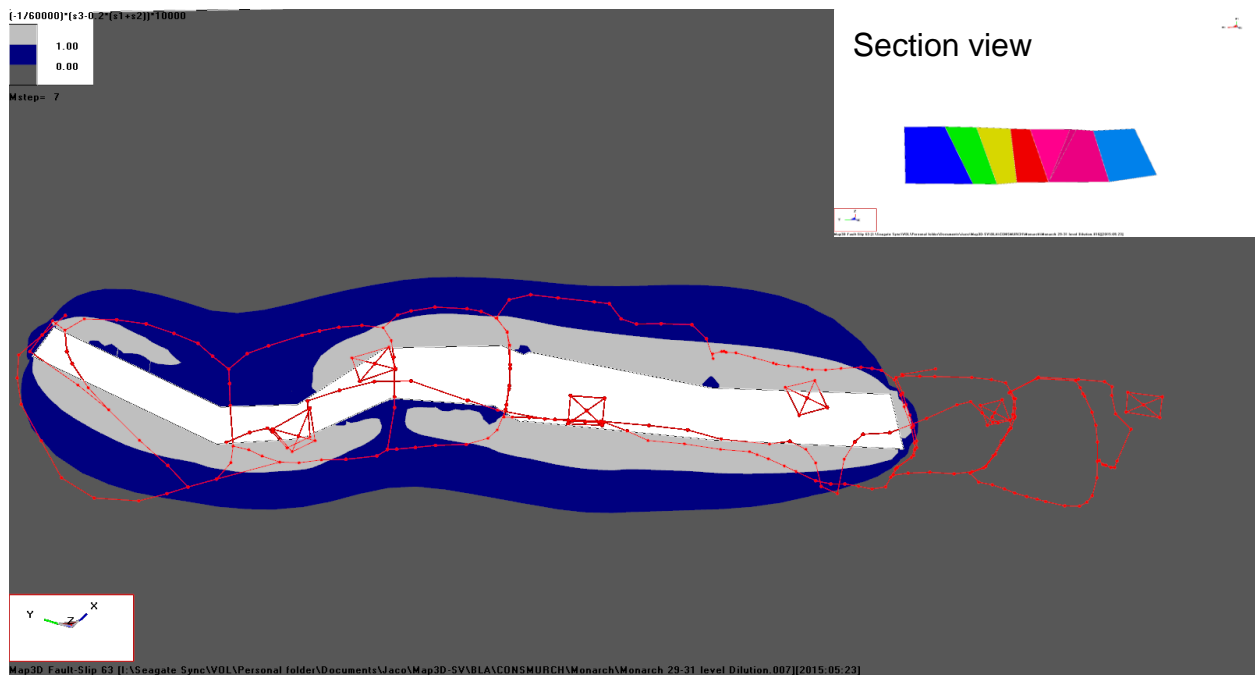 (-1/60000)*(s3-0.2*(s1+s2))*10000
1.00
0.00
Mstep= 7
Section view
Y
Z
X
Map3D Fault-Slip 63 [I:\Seagate Sync\VOL\Personal folder\Documents\Jaco\Map3D-SV\BLA\CONSMURCH\Monarch\Monarch 29-31 level Dilution.007][2015:05:23]